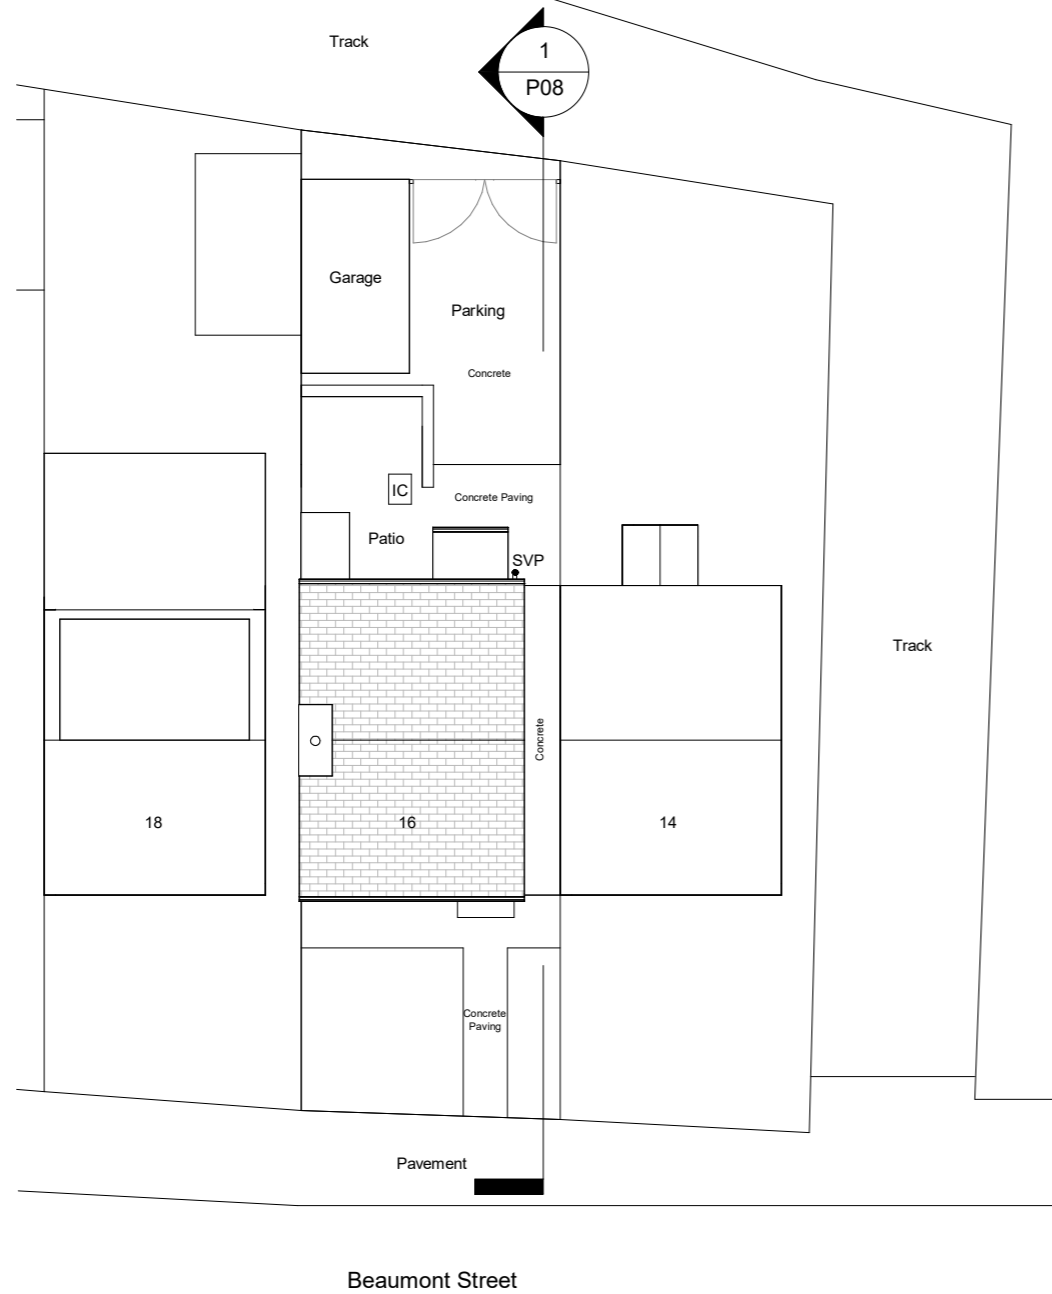 Track
1
P08
Garage
Parking
Concrete
IC
Concrete Paving
Patio
SVP
Track
Concrete
18
16
14
Concrete
Paving
Pavement
Beaumont Street